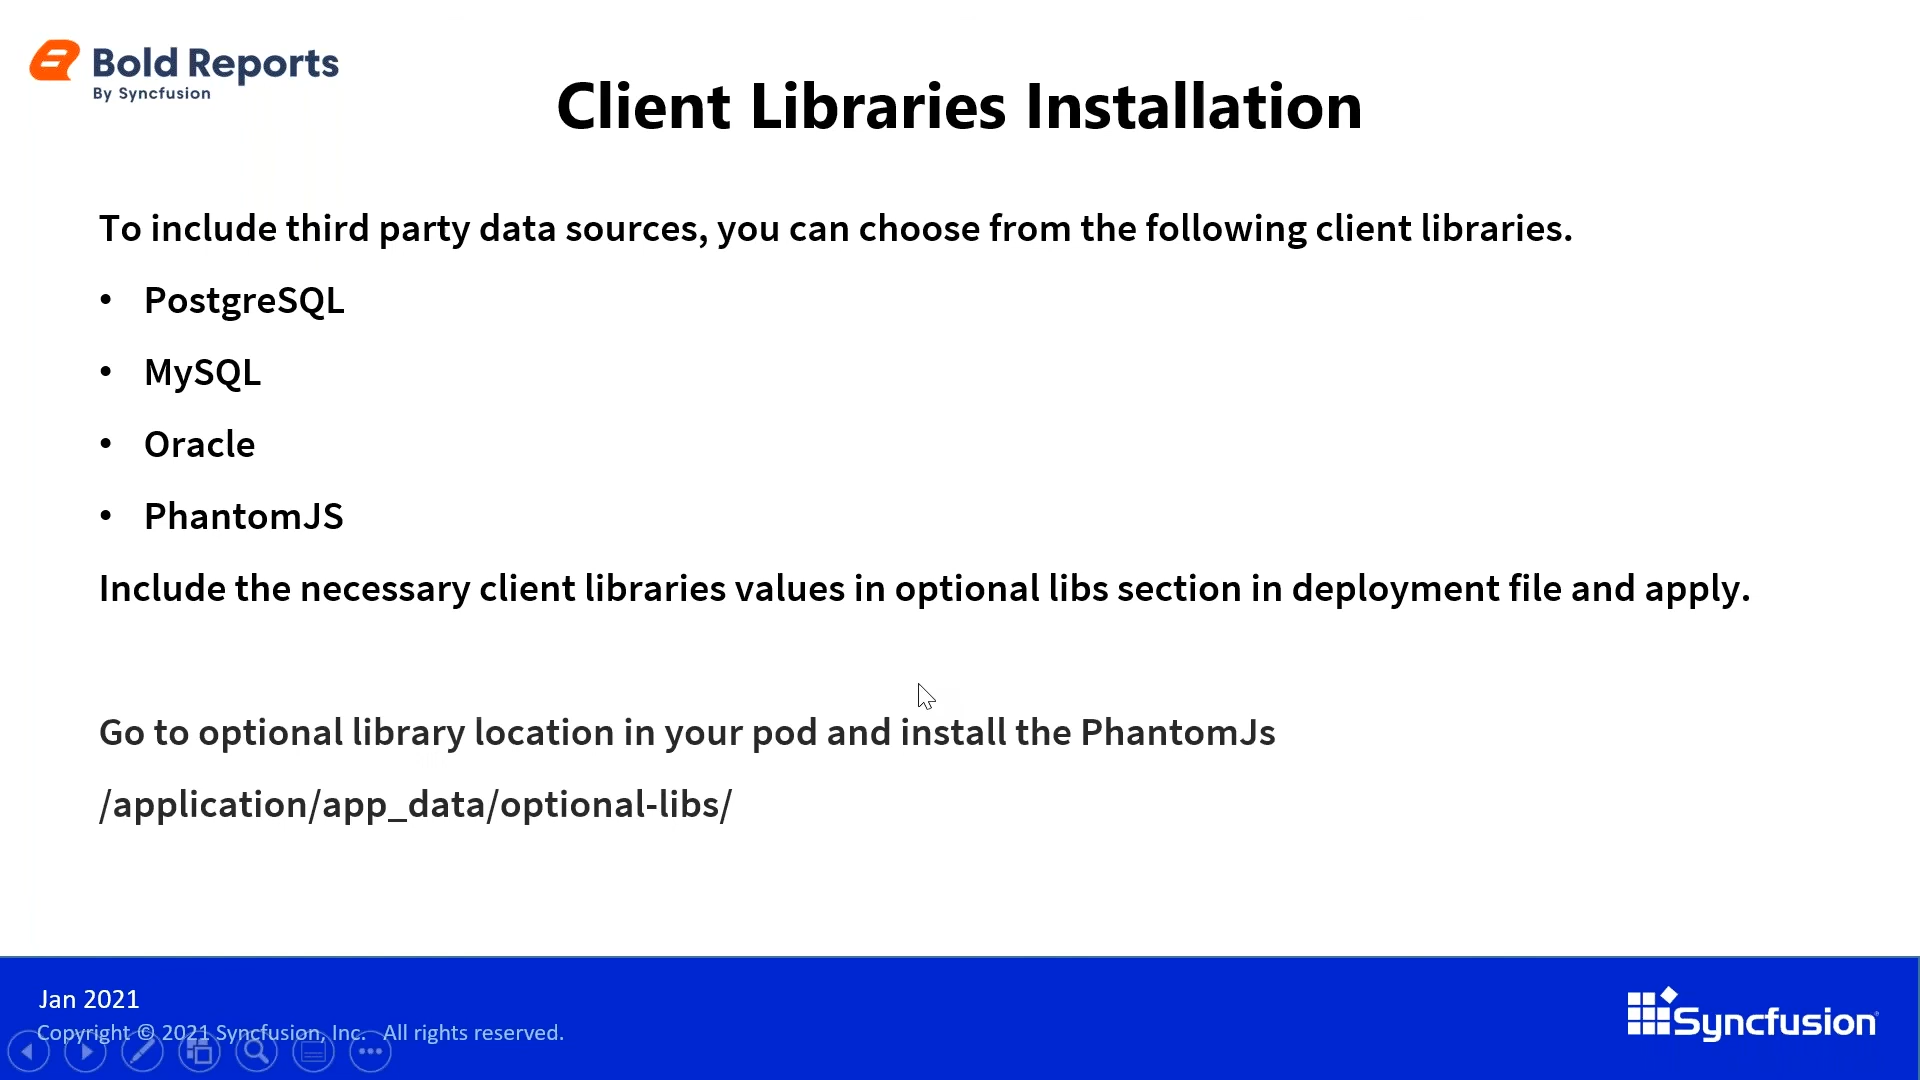 Bold Reports
By Syncfusion
Client Libraries Installation
To include third party data sources, you can choose from the following client libraries.
• PostgreSQL
• MySQL
• Oracle
• PhantomJS
Include the necessary client libraries values in optional libs section in deployment file and apply.
Go to optional library location in your pod and install the PhantomJs
/application/app_data/optional-libs/
Jan 2021
Copyright © 2021 Syncfusion, Inc. All rights reserved.
Syncfusion